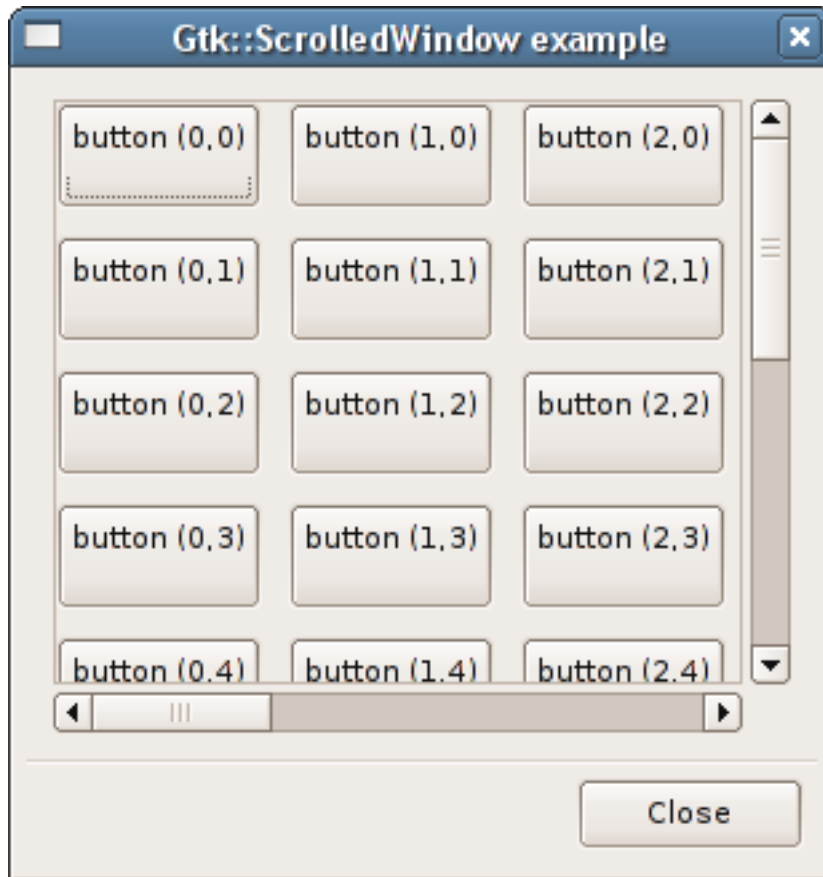 Gtk::ScrolledWindow example
button (0,0) button (1,0) button (2,0)
button (0,1) button (1,1) button (2,1)
button (0,2) button (1,2) button (2,2)
button (0,3) button (1,3) button (2,3)
button (0,4) button (1,4) button (2,4)
Close